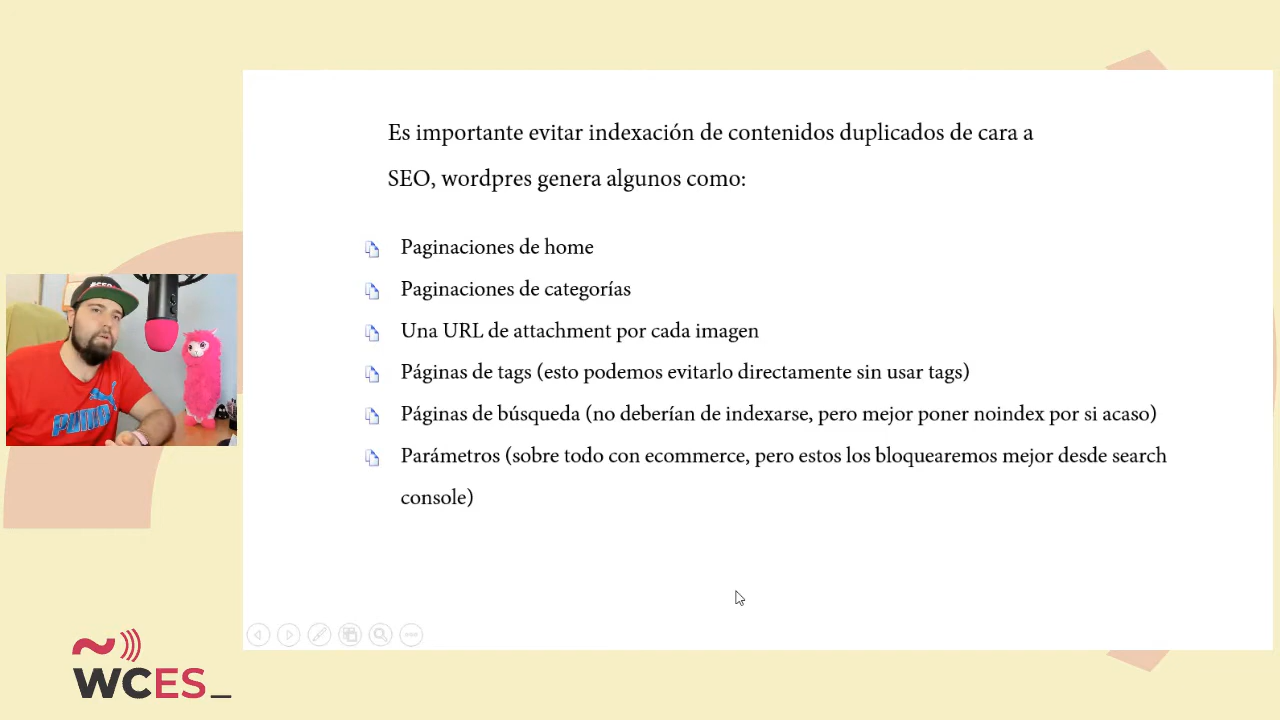 Es importante evitar indexación de contenidos duplicados de cara a
SEO, wordpres genera algunos como:
Paginaciones de home
Paginaciones de categorías
Una URL de attachment por cada imagen
Páginas de tags (esto podemos evitarlo directamente sin usar tags)
Páginas de búsqueda (no deberían de indexarse, pero mejor poner noindex por si acaso)
Parámetros (sobre todo con ecommerce, pero estos los bloquearemos mejor desde search
console)
PUMA
WCES_